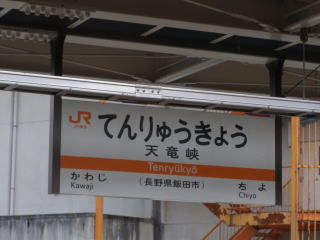 JR
てんりゅうきょう
天竜峡
Tenryūkyō
かわじ
Kawaji
(長野県飯田市)
ちよ
Chiyo